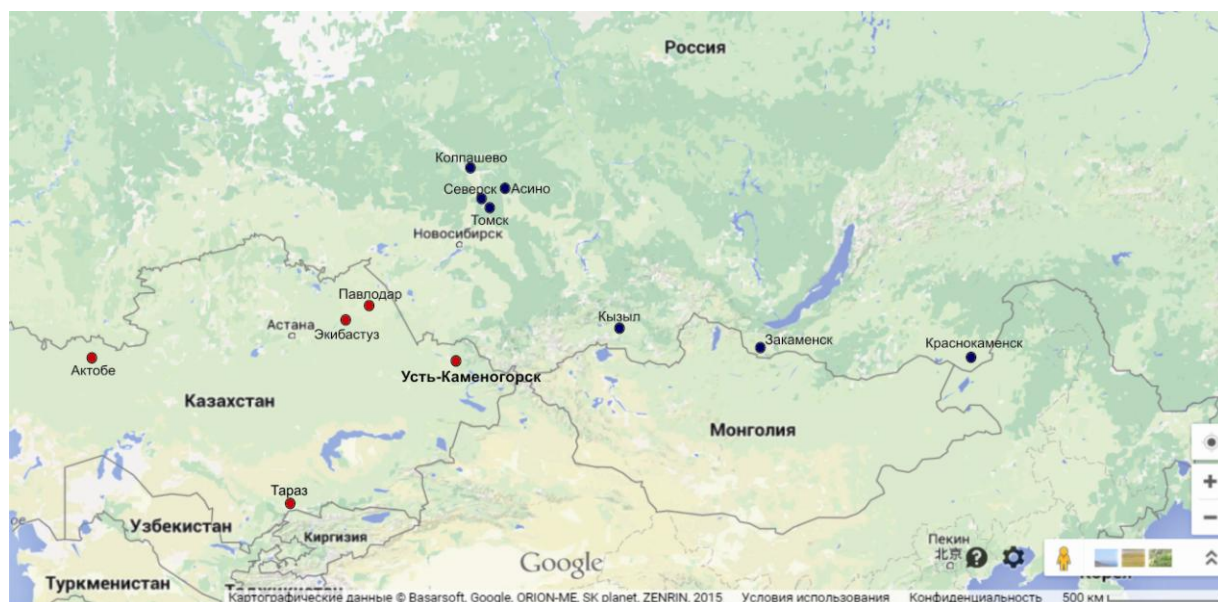 Россия
Колпашево
Северск
Асино
Томск
Новосибирск
Павлодар
Астана
Экибастуз
Кызыл
Закаменск
Краснокаменск
Актобе
Усть-Каменогорск
Казахстан
Монголия
Тараз
Узбекистан
Киргизия
Пекин
北京
Google
Туркменистан
Таджикистан
Корея
Картографические данные © Basarsoft, Google, ORION-ME, SK planet, ZENRIN, 2015 Условия использования Конфиденциальность 500 км